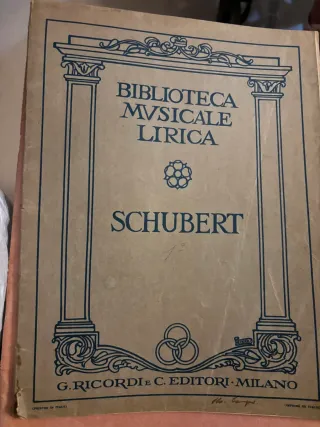 BIBLIOTECA
MVSICALE
LIRICA
SCHUBERT
G. RICORDI E C. EDITORI · MILANO